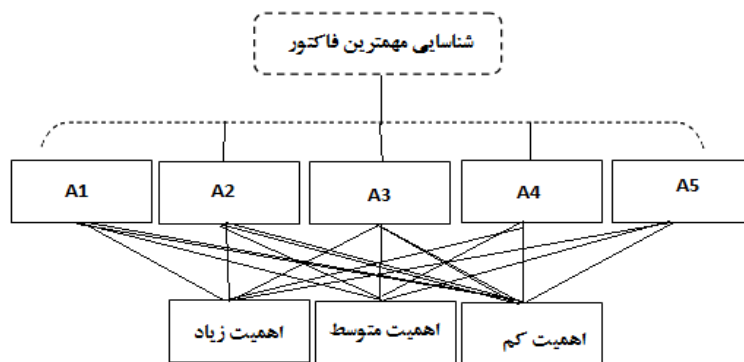 شناسایی مهمترین فاکتور
A1
A2
A3
A4
A5
اهمیت زیاد
اهمیت متوسط
اهمیت کم